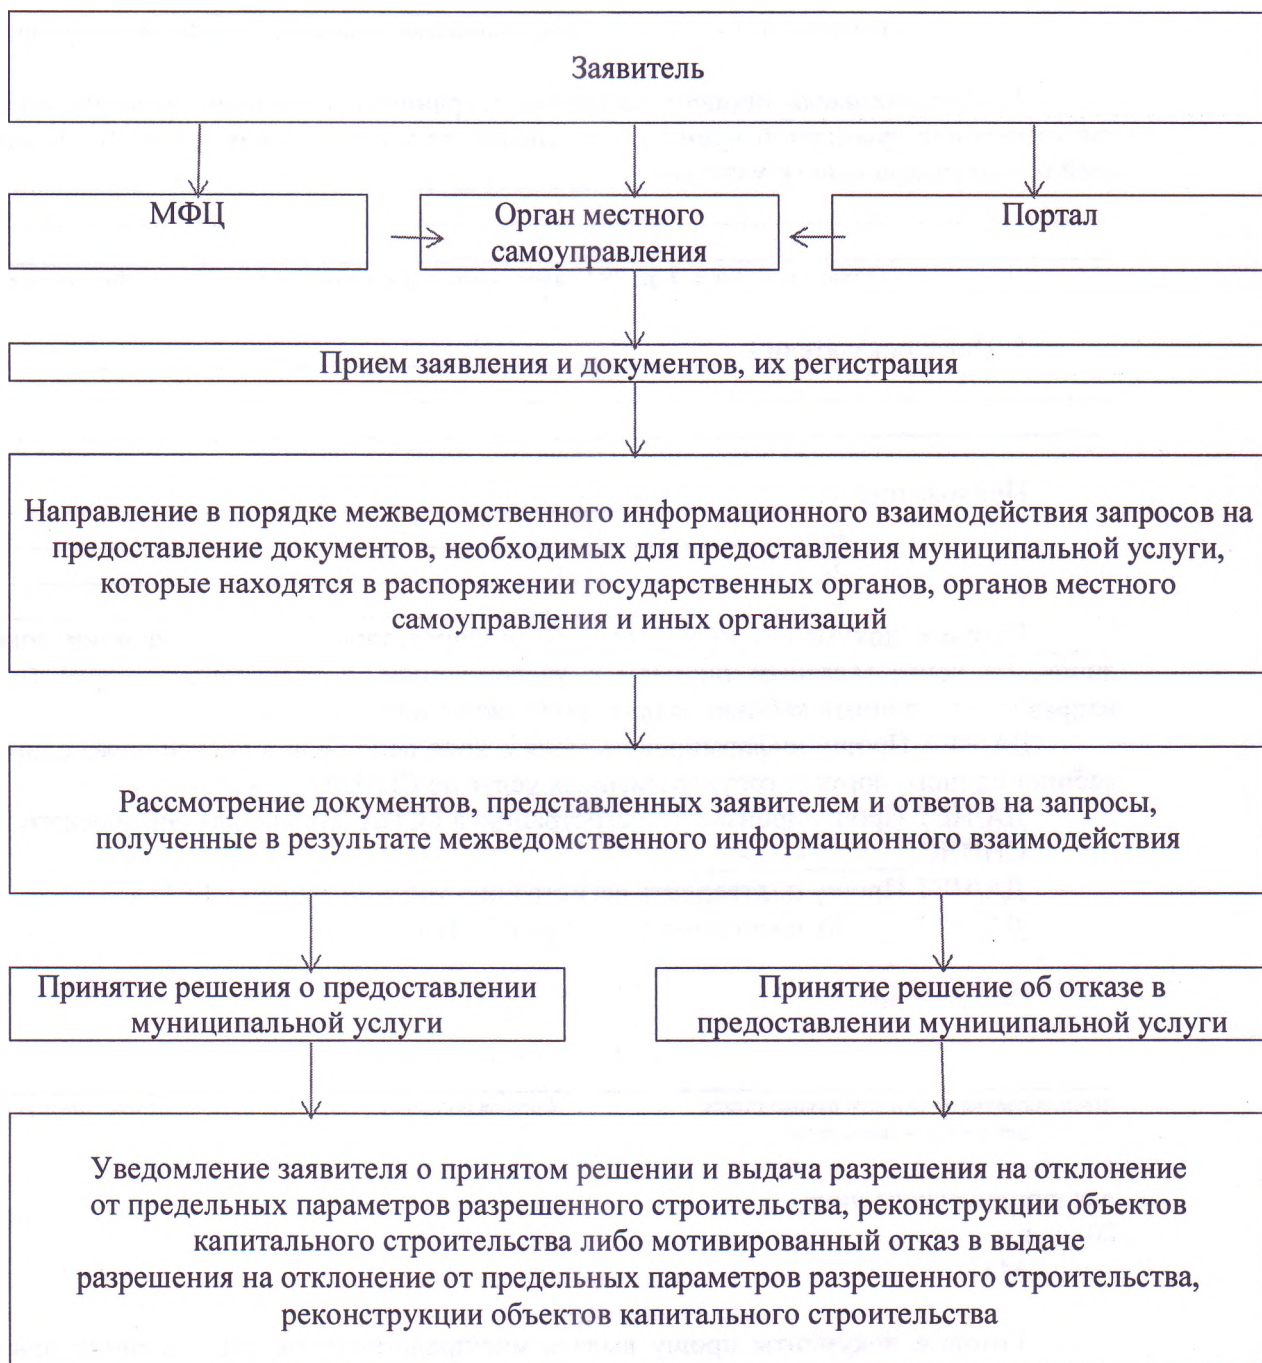 Заявитель
МФЦ
Орган местного
самоуправления
Портал
Прием заявления и документов, их регистрация
Направление в порядке межведомственного информационного взаимодействия запросов на
предоставление документов, необходимых для предоставления муниципальной услуги,
которые находятся в распоряжении государственных органов, органов местного
самоуправления и иных организаций
Рассмотрение документов, представленных заявителем и ответов на запросы,
полученные в результате межведомственного информационного взаимодействия
Принятие решения о предоставлении
муниципальной услуги
Принятие решение об отказе в
предоставлении муниципальной услуги
Уведомление заявителя о принятом решении и выдача разрешения на отклонение
от предельных параметров разрешенного строительства, реконструкции объектов
капитального строительства либо мотивированный отказ в выдаче
разрешения на отклонение от предельных параметров разрешенного строительства,
реконструкции объектов капитального строительства